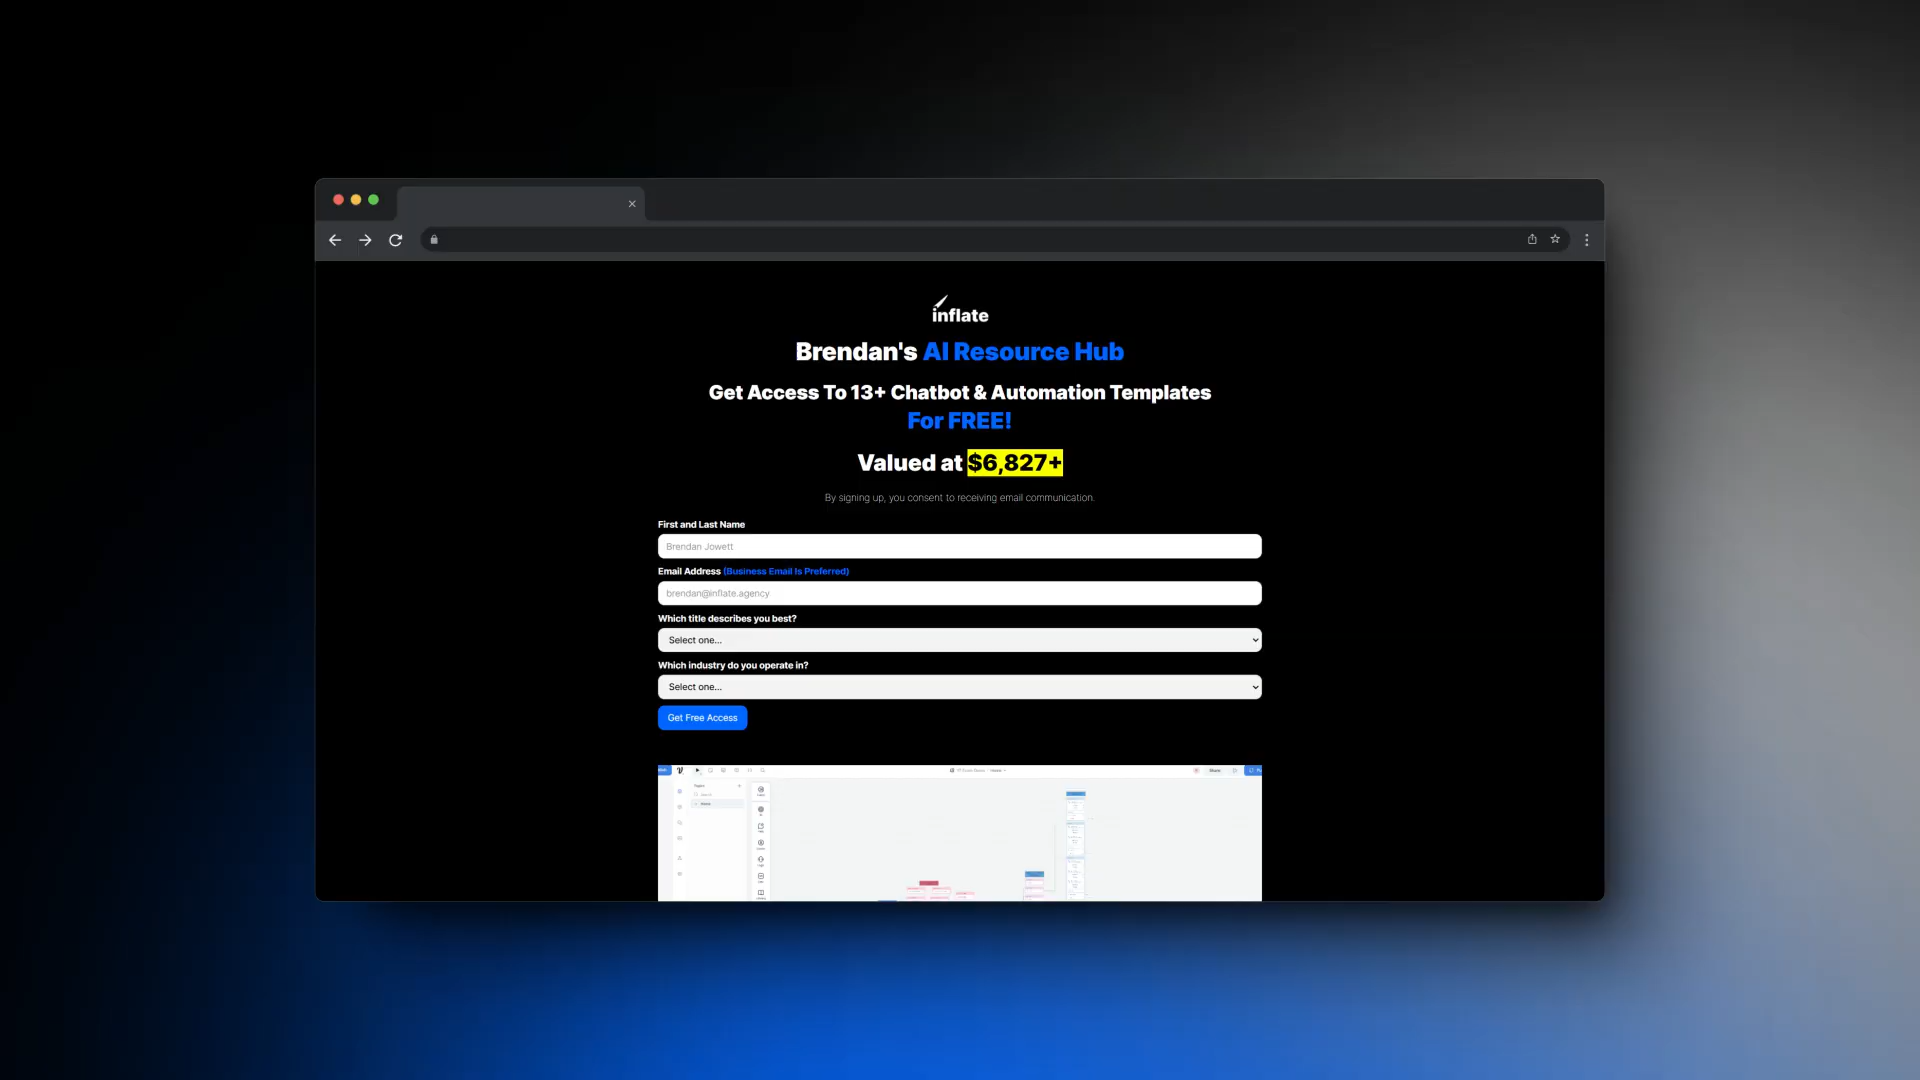 inflate
Brendan's AI Resource Hub
Get Access To 13+ Chatbot & Automation Templates
For FREE!
Valued at $6,827+
By signing up, you consent to receiving email communication.
First and Last Name
Brendan Jowett
Email Address (Business Email Is Preferred)
brendan@inflate.agency
Which title describes you best?
Select one...
Which industry do you operate in?
Select one...
Get Free Access
Share